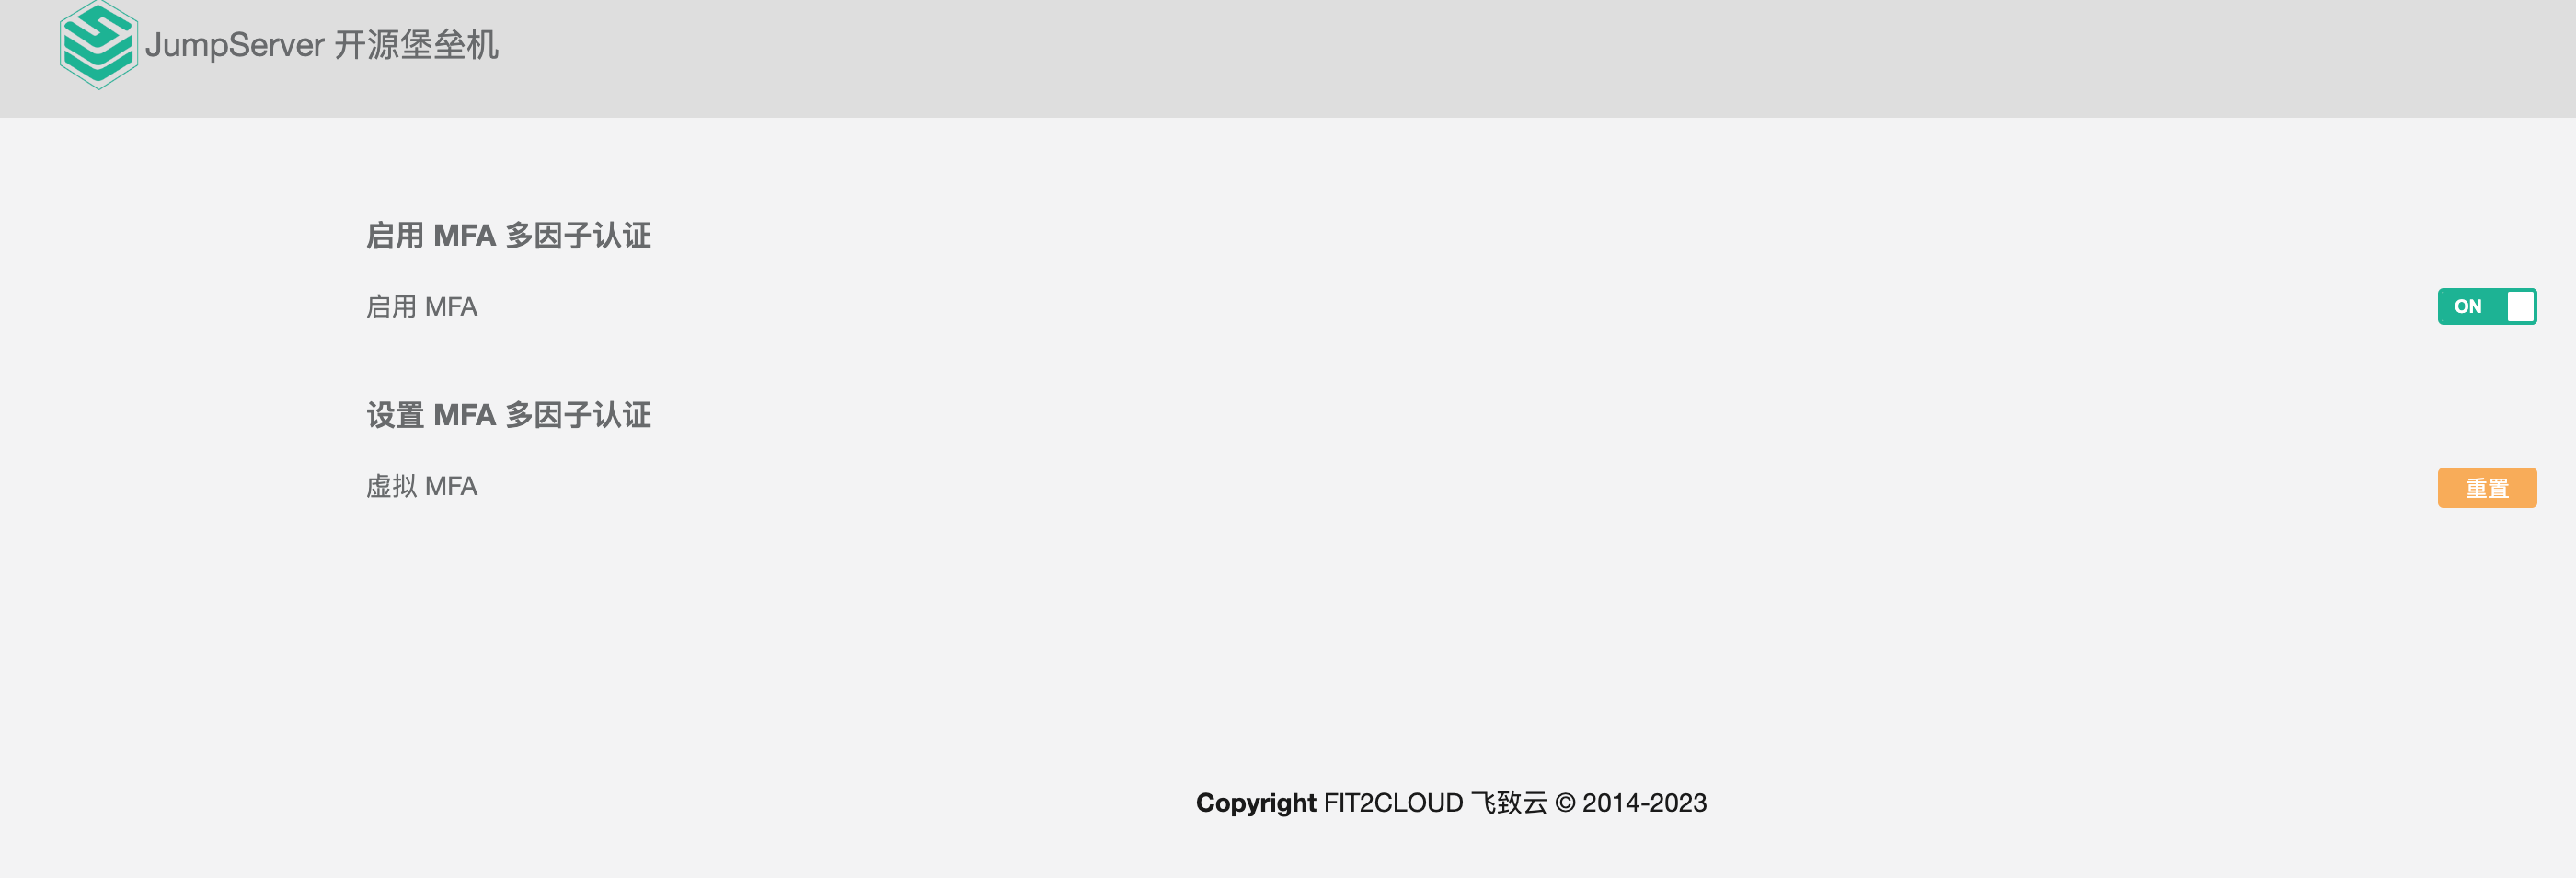 JumpServer 开源堡垒机
启用 MFA 多因子认证
启用 MFA
ON
设置 MFA 多因子认证
虚拟 MFA
重置
Copyright FIT2CLOUD 飞致云 © 2014-2023